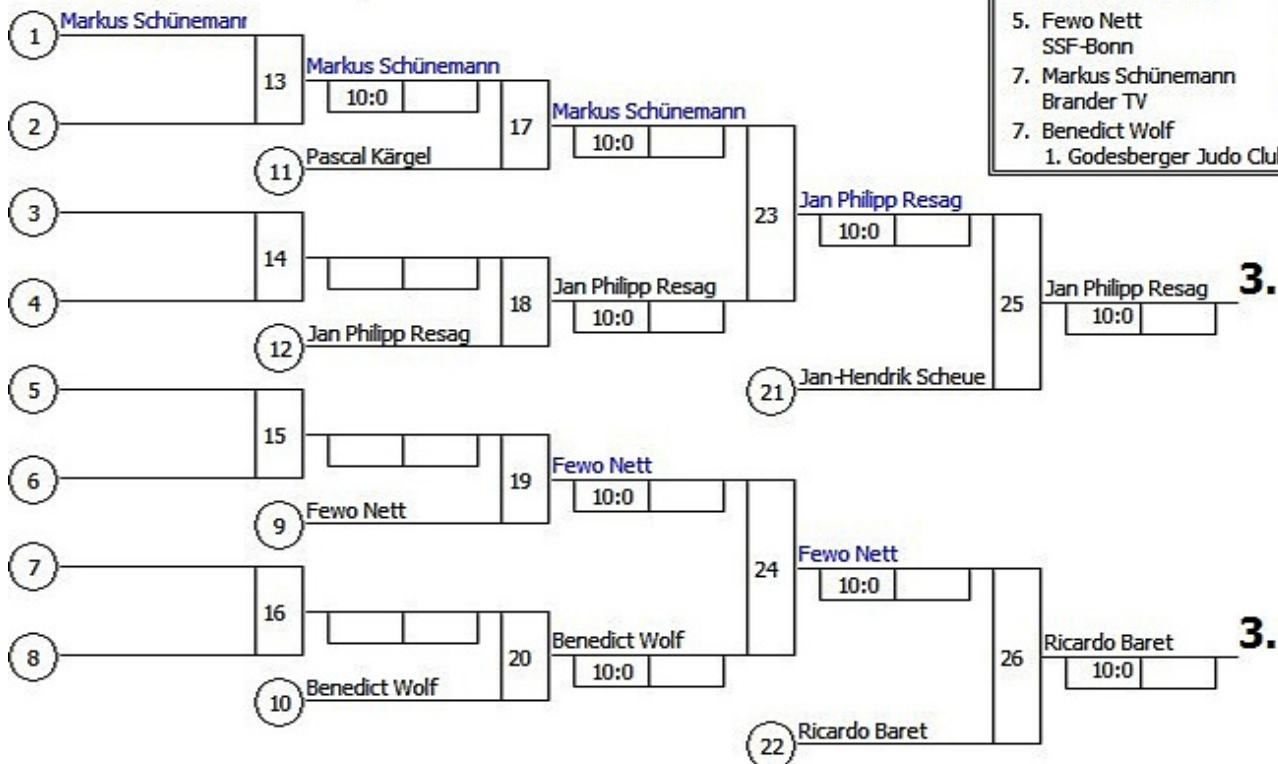 5. Fewo Nett
SSF-Bonn
7. Markus Schünemann
Brander TV
7. Benedict Wolf
1. Godesberger Judo Clu
1
Markus Schünemann
2
13
Markus Schünemann
10:0
11
Pascal Kärgel
17
Markus Schünemann
10:0
3
4
14
12
Jan Philipp Resag
18
Jan Philipp Resag
10:0
23
Jan Philipp Resag
10:0
21
Jan-Hendrik Scheue
25
Jan Philipp Resag
10:0
3.
5
6
15
9
Fewo Nett
19
Fewo Nett
10:0
7
8
16
10
Benedict Wolf
20
Benedict Wolf
10:0
24
Fewo Nett
10:0
22
Ricardo Baret
26
Ricardo Baret
10:0
3.